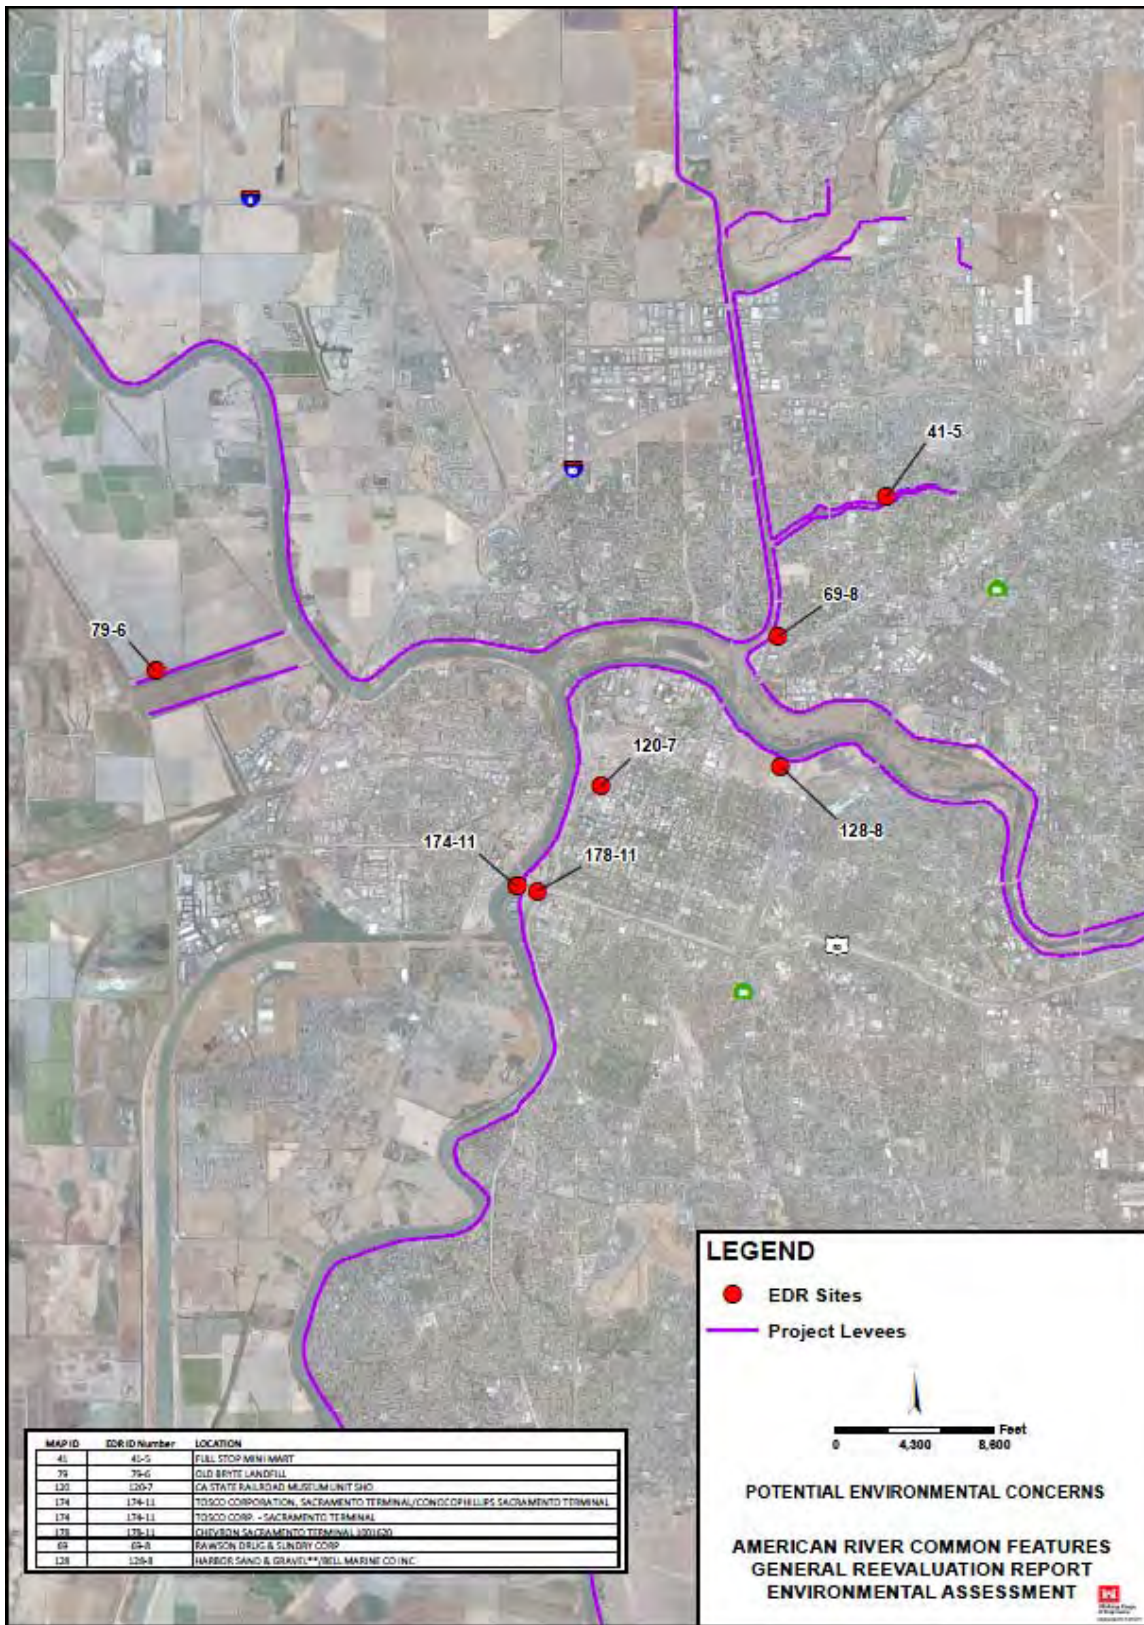 5
80
41-5
69-8
79-6
120-7
128-8
174-11
178-11
50
LEGEND
EDR Sites
Project Levees
Feet
0 4,300 8,600
POTENTIAL ENVIRONMENTAL CONCERNS
AMERICAN RIVER COMMON FEATURES
GENERAL REEVALUATION REPORT
ENVIRONMENTAL ASSESSMENT
MAP ID EDR ID Number LOCATION
41 41-5 FULL STOP MINI MART
79 79-6 OLD BRYTE LANDFILL
120 120-7 CA STATE RAILROAD MUSEUM UNIT SHO
174 174-11 TOSCO CORPORATION, SACRAMENTO TERMINAL/CONOCOPHILLIPS SACRAMENTO TERMINAL
174 174-11 TOSCO CORP. - SACRAMENTO TERMINAL
178 178-11 CHEVRON SACRAMENTO TERMINAL 1001620
69 69-8 RAWSON DRUG & SUNDRY CORP
128 128-8 HARBOR SAND & GRAVEL**/BELL MARINE CO INC